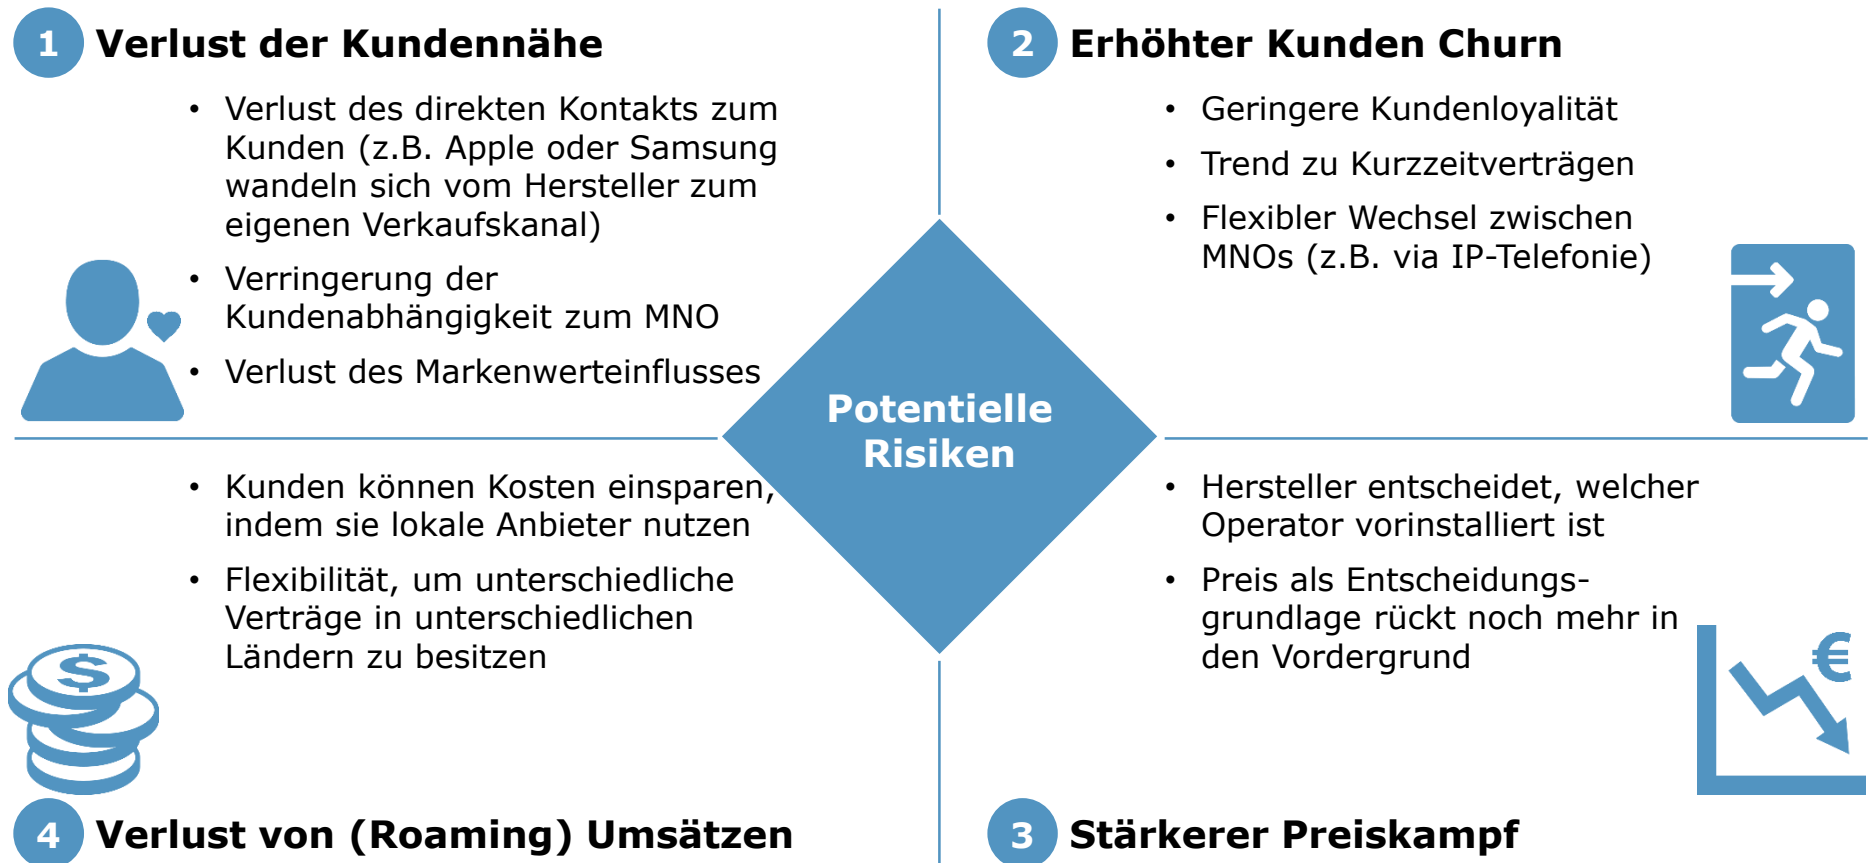 1 Verlust der Kundennähe
• Verlust des direkten Kontakts zum
Kunden (z.B. Apple oder Samsung
wandeln sich vom Hersteller zum
eigenen Verkaufskanal)
• Verringerung der
Kundenabhängigkeit zum MNO
• Verlust des Markenwerteinflusses
2 Erhöhter Kunden Churn
• Geringere Kundenloyalität
• Trend zu Kurzzeitverträgen
• Flexibler Wechsel zwischen
MNOs (z.B. via IP-Telefonie)
Potentielle
Risiken
• Kunden können Kosten einsparen,
indem sie lokale Anbieter nutzen
• Flexibilität, um unterschiedliche
Verträge in unterschiedlichen
Ländern zu besitzen
$
4 Verlust von (Roaming) Umsätzen
• Hersteller entscheidet, welcher
Operator vorinstalliert ist
• Preis als Entscheidungs-
grundlage rückt noch mehr in
den Vordergrund
€
3 Stärkerer Preiskampf